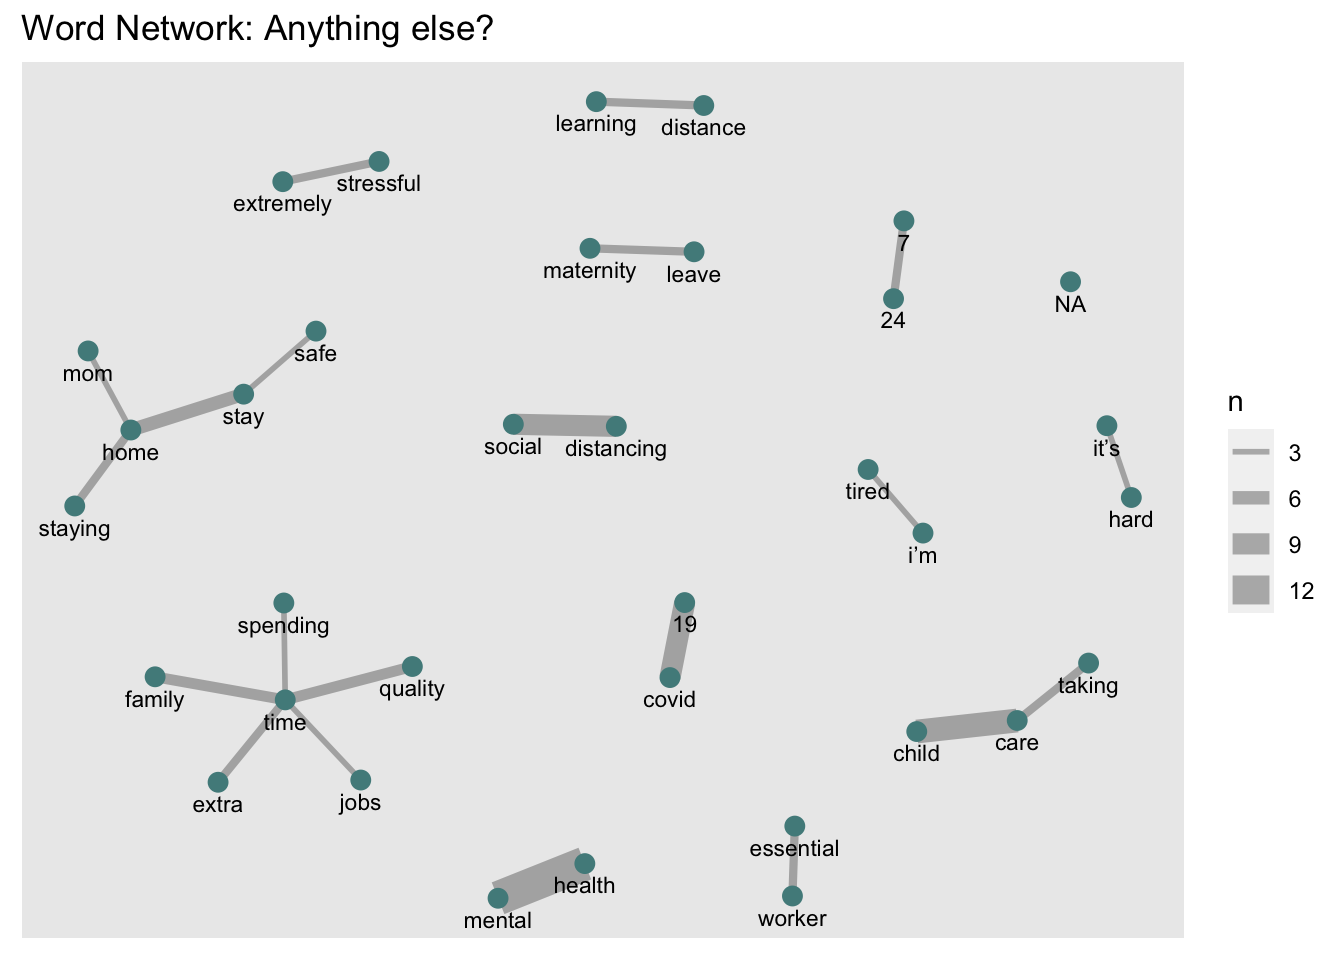 Word Network: Anything else?
learning
distance
stressful
extremely
7
maternity
leave
NA
24
safe
mom
stay
n
home
social
distancing
it’s
3
tired
6
hard
staying
9
i’m
12
spending
19
quality
taking
family
covid
time
care
child
extra
jobs
essential
health
mental
worker